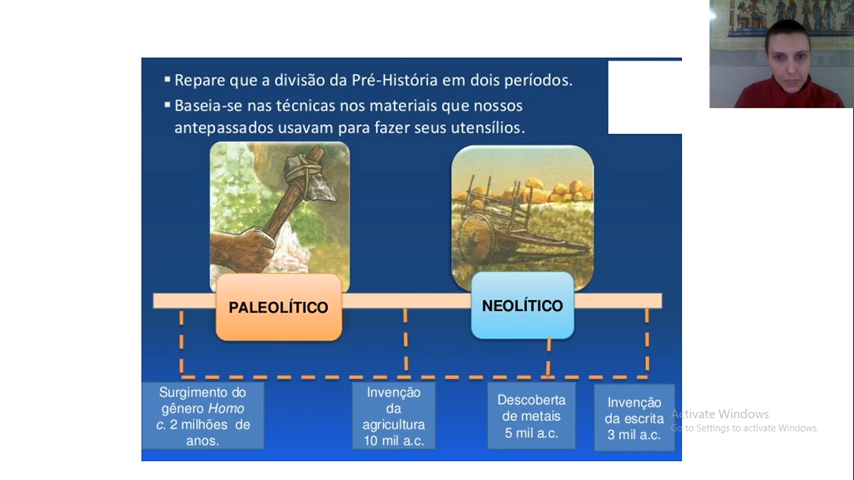 Repare que a divisão da Pré-História em dois períodos.
Baseia-se nas técnicas nos materiais que nossos
antepassados usavam para fazer seus utensílios.
PALEOLÍTICO
NEOLÍTICO
Surgimento do
gênero Homo
c. 2 milhões de
anos.
Invenção
da
agricultura
10 mil a.c.
Descoberta
de metais
5 mil a.c.
Invenção
da escrita
3 mil a.c.
Activate Windows
Go to Settings to activate Windows.